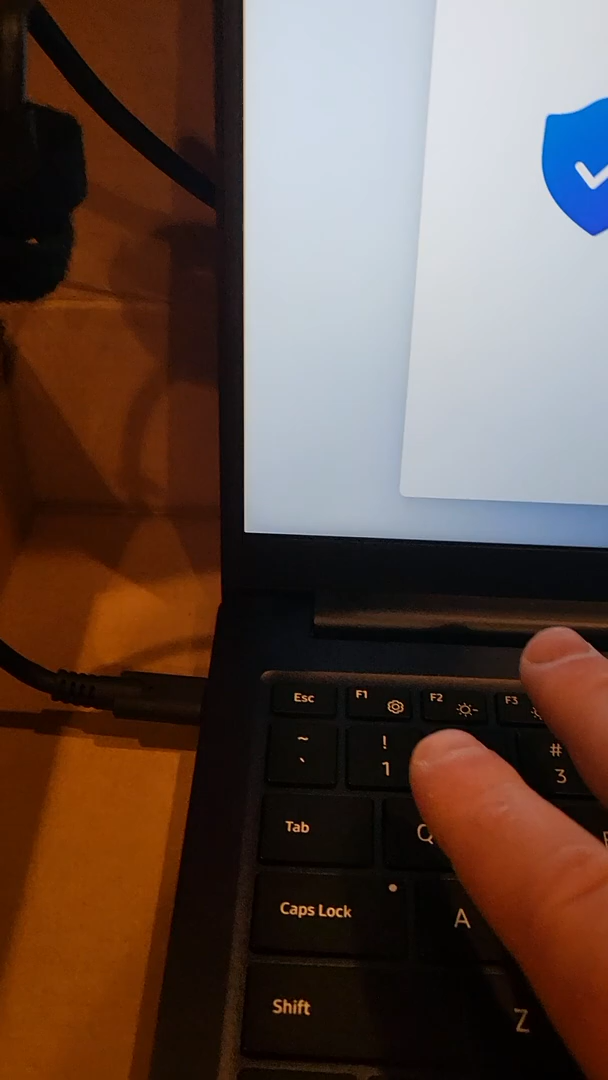 Esc F1 F2 F3
~ ! #
` 1 3
Tab Q
Caps Lock A
Shift Z